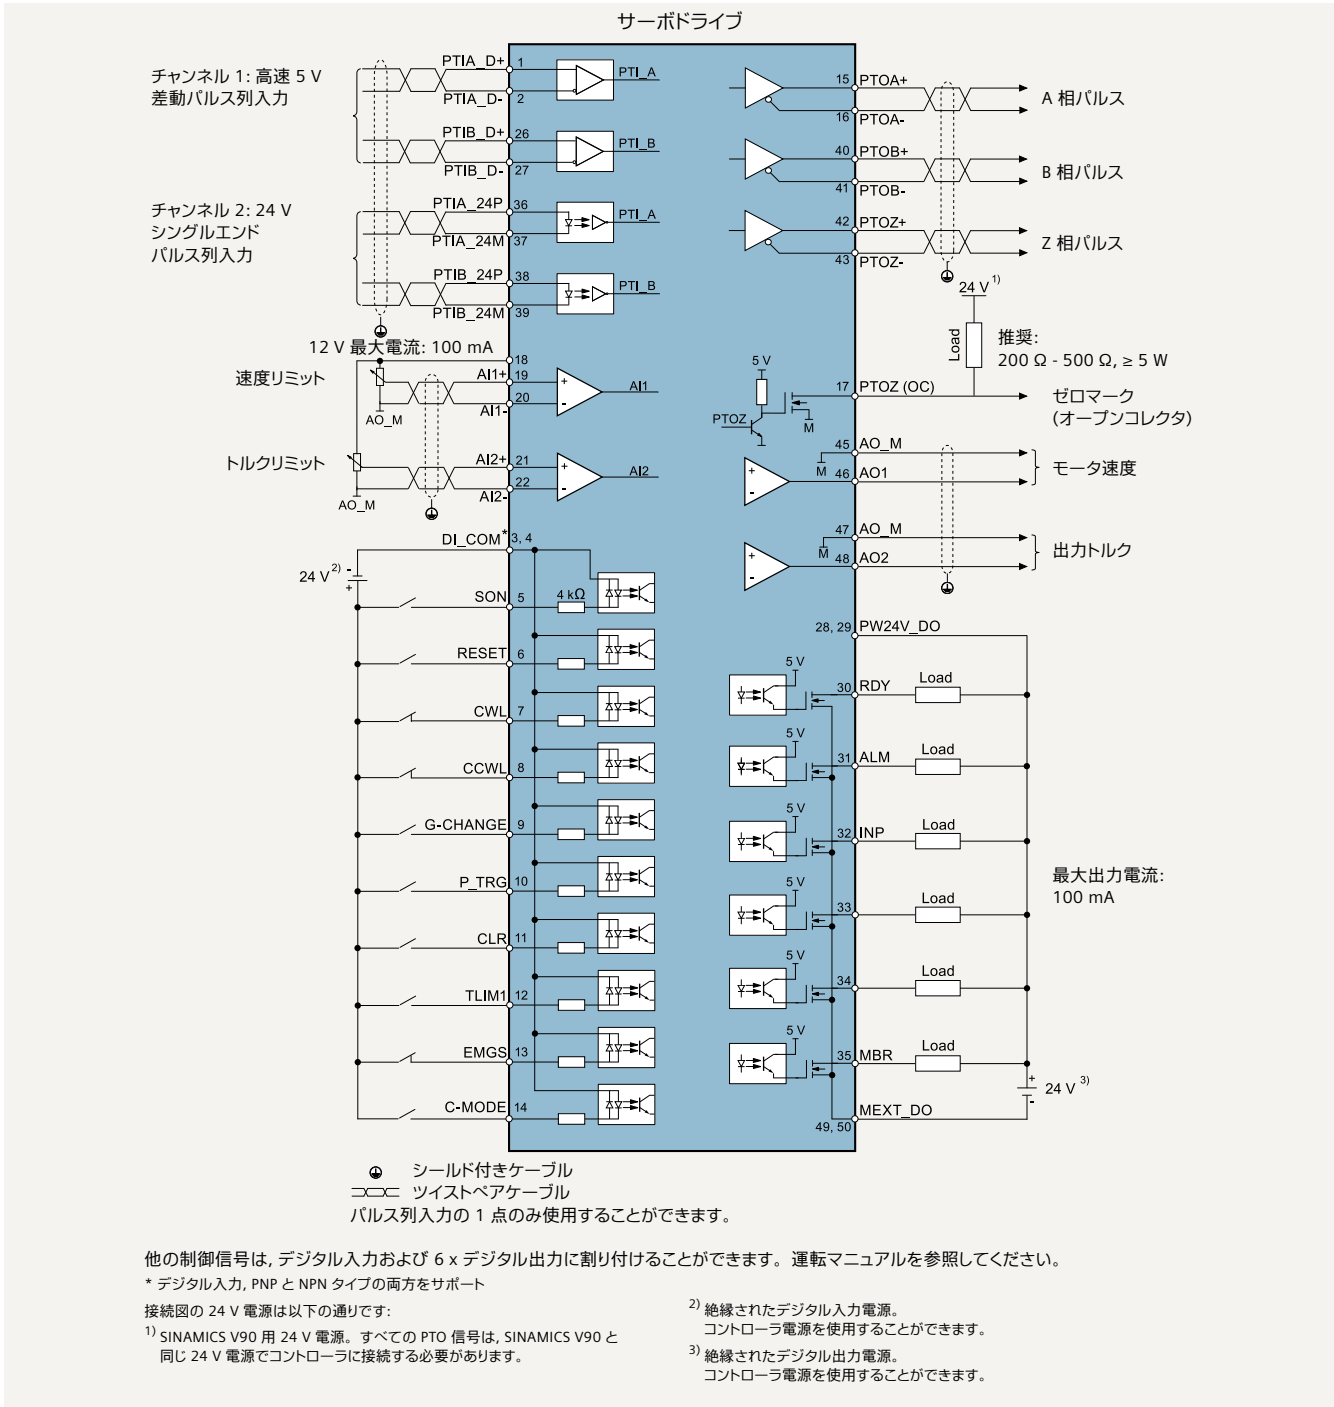 サーボドライブ
チャンネル 1: 高速 5 V
差動パルス列入力
PTIA_D+
1
PTI_A
PTIA_D-
2
PTIB_D+
26
PTI_B
PTIB_D-
27
チャンネル 2: 24 V
シングルエンド
パルス列入力
PTIA_24P
36
PTI_A
PTIA_24M
37
PTIB_24P
38
PTI_B
PTIB_24M
39
15
PTOA+
16
PTOA-
A 相パルス
40
PTOB+
41
PTOB-
B 相パルス
42
PTOZ+
43
PTOZ-
Z 相パルス
12 V 最大電流: 100 mA
18
速度リミット
AI1+
19
AI1
20
AI1-
AO_M
トルクリミット
AI2+
21
AI2
22
AI2-
AO_M
24 V 1)
Load
推奨:
200 Ω - 500 Ω, ≥ 5 W
5 V
PTOZ
M
17
PTOZ (OC)
ゼロマーク
(オープンコレクタ)
45
AO_M
M
46
AO1
モータ速度
47
AO_M
M
48
AO2
出力トルク
DI_COM*
3, 4
24 V 2)
-
+
SON
5
4 kΩ
RESET
6
CWL
7
CCWL
8
G-CHANGE
9
P_TRG
10
CLR
11
TLIM1
12
EMGS
13
C-MODE
14
28, 29
PW24V_DO
5 V
30
RDY
Load
5 V
31
ALM
Load
5 V
32
INP
Load
5 V
33
Load
最大出力電流:
100 mA
5 V
34
Load
5 V
35
MBR
Load
+
-
24 V 3)
49, 50
MEXT_DO
シールド付きケーブル
ツイストペアケーブル
パルス列入力の 1 点のみ使用することができます。
他の制御信号は, デジタル入力および 6 x デジタル出力に割り付けることができます。運転マニュアルを参照してください。
* デジタル入力, PNP と NPN タイプの両方をサポート
接続図の 24 V 電源は以下の通りです:
1) SINAMICS V90 用 24 V 電源。すべての PTO 信号は, SINAMICS V90 と
同じ 24 V 電源でコントローラに接続する必要があります。
2) 絶縁されたデジタル入力電源。
コントローラ電源を使用することができます。
3) 絶縁されたデジタル出力電源。
コントローラ電源を使用することができます。